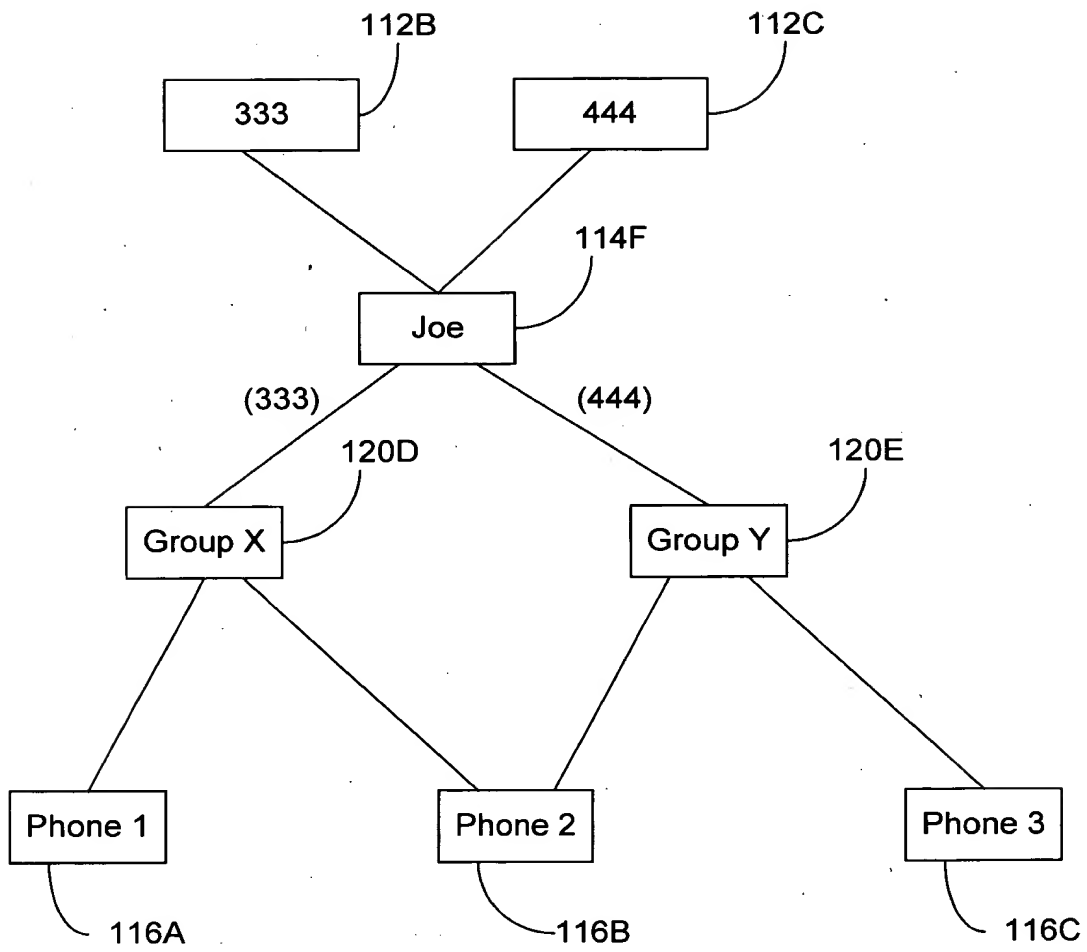 112B
112C
333
444
114F
Joe
(333)
(444)
120D
120E
Group X
Group Y
Phone 1
Phone 2
Phone 3
116A
116B
116C